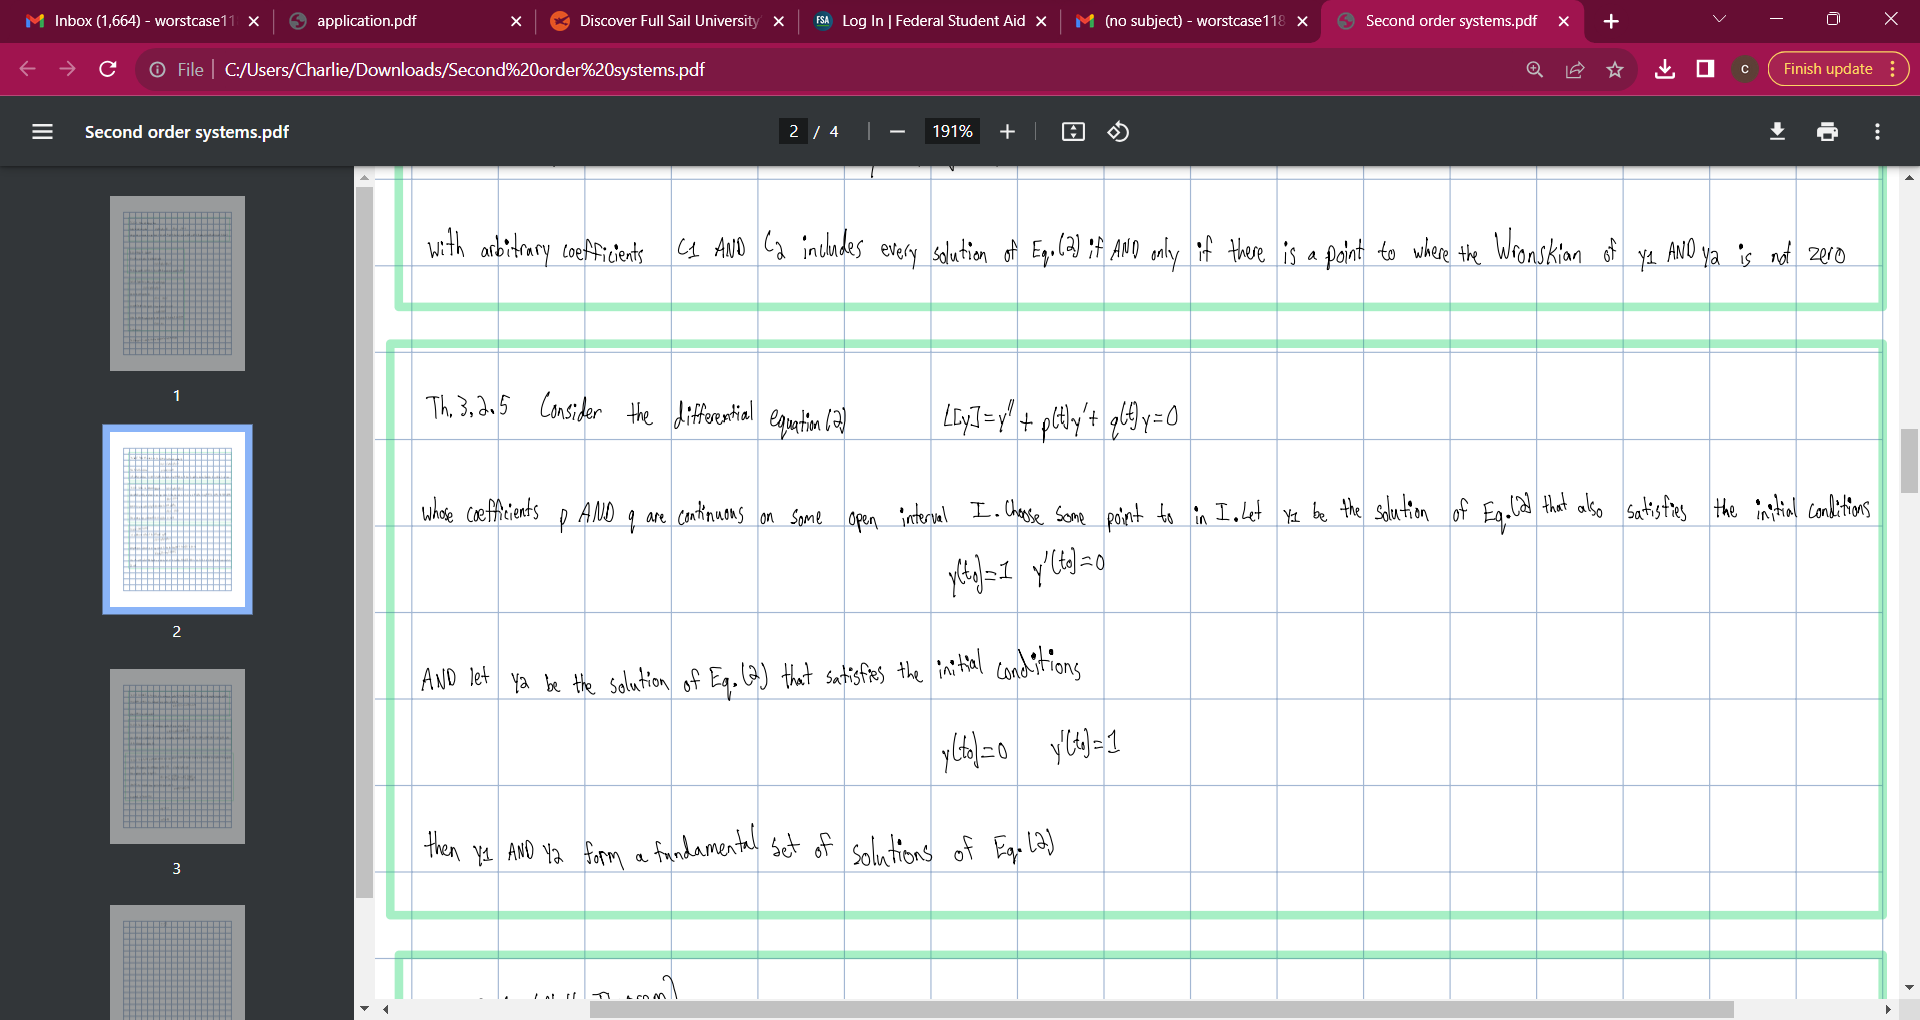 Inbox (1,664) - worstcase11
application.pdf
Discover Full Sail University
FSA
Log In | Federal Student Aid
(no subject) - worstcase118
Second order systems.pdf
File
C:/Users/Charlie/Downloads/Second%20order%20systems.pdf
C
Finish update
Second order systems.pdf
2 / 4
191%
1
2
3
with arbitrary coefficients C1 AND C2 includes every solution of Eq.(2) if AND only if there is a point to where the Wronskian of y1 AND y2 is not zero
Th. 3.2.5 Consider the differential equation (2) L[y]=y''+p(t)y'+q(t)y=0
whose coefficients p AND q are continuous on some open interval I. Choose some point to in I. Let y1 be the solution of Eq.(2) that also satisfies the initial conditions
y(t0)=1 y'(t0)=0
AND let y2 be the solution of Eq.(2) that satisfies the initial conditions
y(t0)=0 y'(t0)=1
then y1 AND y2 form a fundamental set of solutions of Eq.(2)